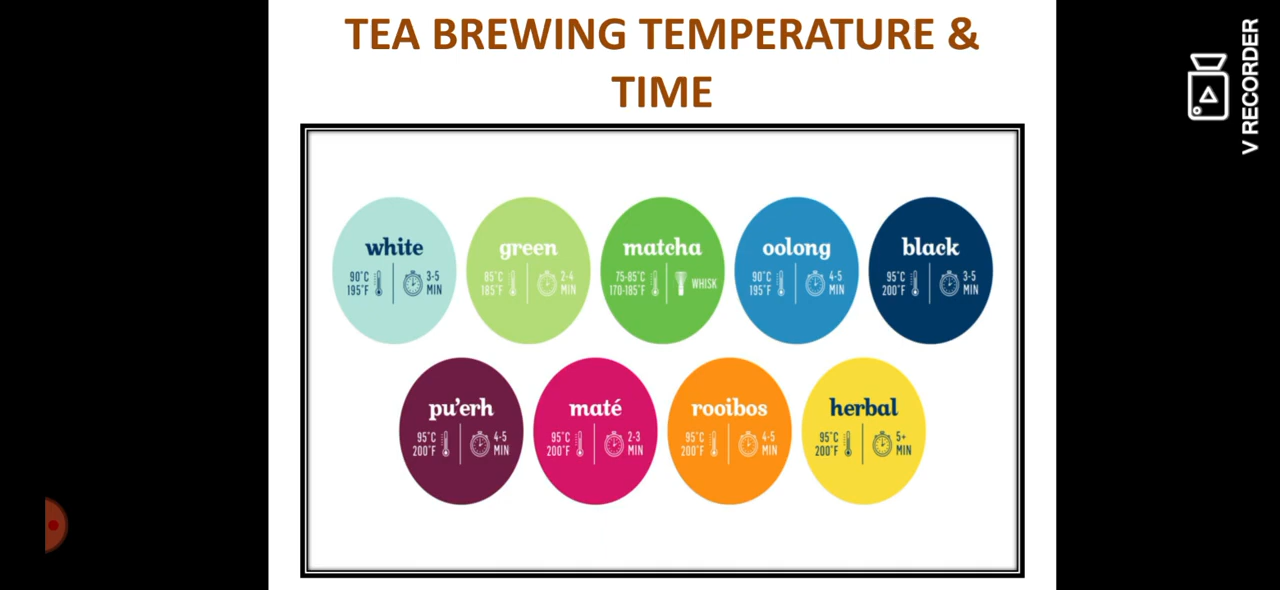 TEA BREWING TEMPERATURE &
TIME
V RECORDER
white
90°C
195°F
3-5
MIN
green
85°C
185°F
2-4
MIN
matcha
75-85°C
170-185°F
WHISK
oolong
90°C
195°F
4-5
MIN
black
95°C
200°F
3-5
MIN
pu'erh
95°C
200°F
4-5
MIN
maté
95°C
200°F
2-3
MIN
rooibos
95°C
200°F
4-5
MIN
herbal
95°C
200°F
5+
MIN